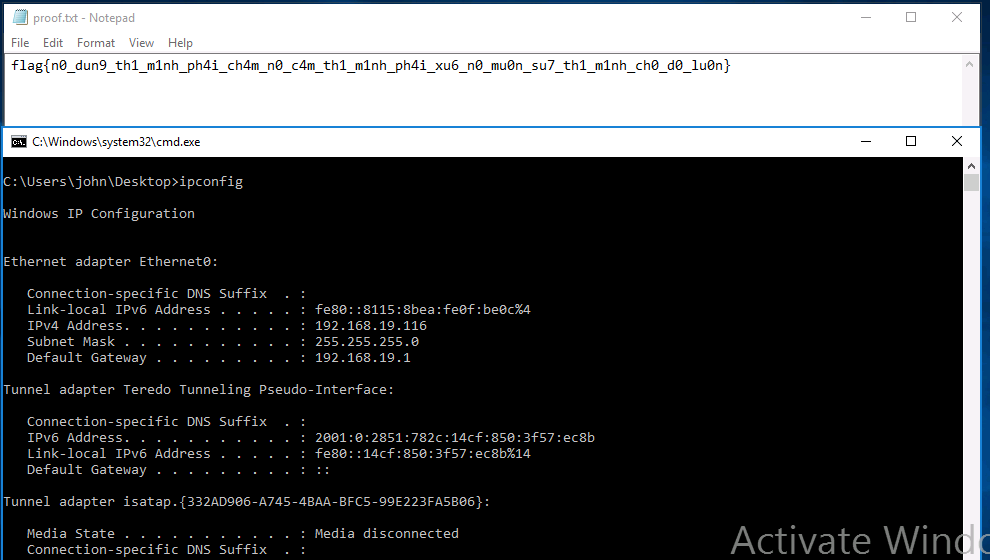 proof.txt - Notepad
File Edit Format View Help
flag{n0_dun9_th1_m1nh_ph4i_ch4m_n0_c4m_th1_m1nh_ph4i_xu6_n0_mu0n_su7_th1_m1nh_ch0_d0_lu0n}
C:\Windows\system32\cmd.exe
C:\Users\john\Desktop>ipconfig
Windows IP Configuration
Ethernet adapter Ethernet0:
Connection-specific DNS Suffix . :
Link-local IPv6 Address . . . . . : fe80::8115:8bea:fe0f:be0c%4
IPv4 Address. . . . . . . . . . . : 192.168.19.116
Subnet Mask . . . . . . . . . . . : 255.255.255.0
Default Gateway . . . . . . . . . : 192.168.19.1
Tunnel adapter Teredo Tunneling Pseudo-Interface:
Connection-specific DNS Suffix . :
IPv6 Address. . . . . . . . . . . : 2001:0:2851:782c:14cf:850:3f57:ec8b
Link-local IPv6 Address . . . . . : fe80::14cf:850:3f57:ec8b%14
Default Gateway . . . . . . . . . : ::
Tunnel adapter isatap.{332AD906-A745-4BAA-BFC5-99E223FA5B06}:
Media State . . . . . . . . . . . : Media disconnected
Connection-specific DNS Suffix . :
Activate Windo